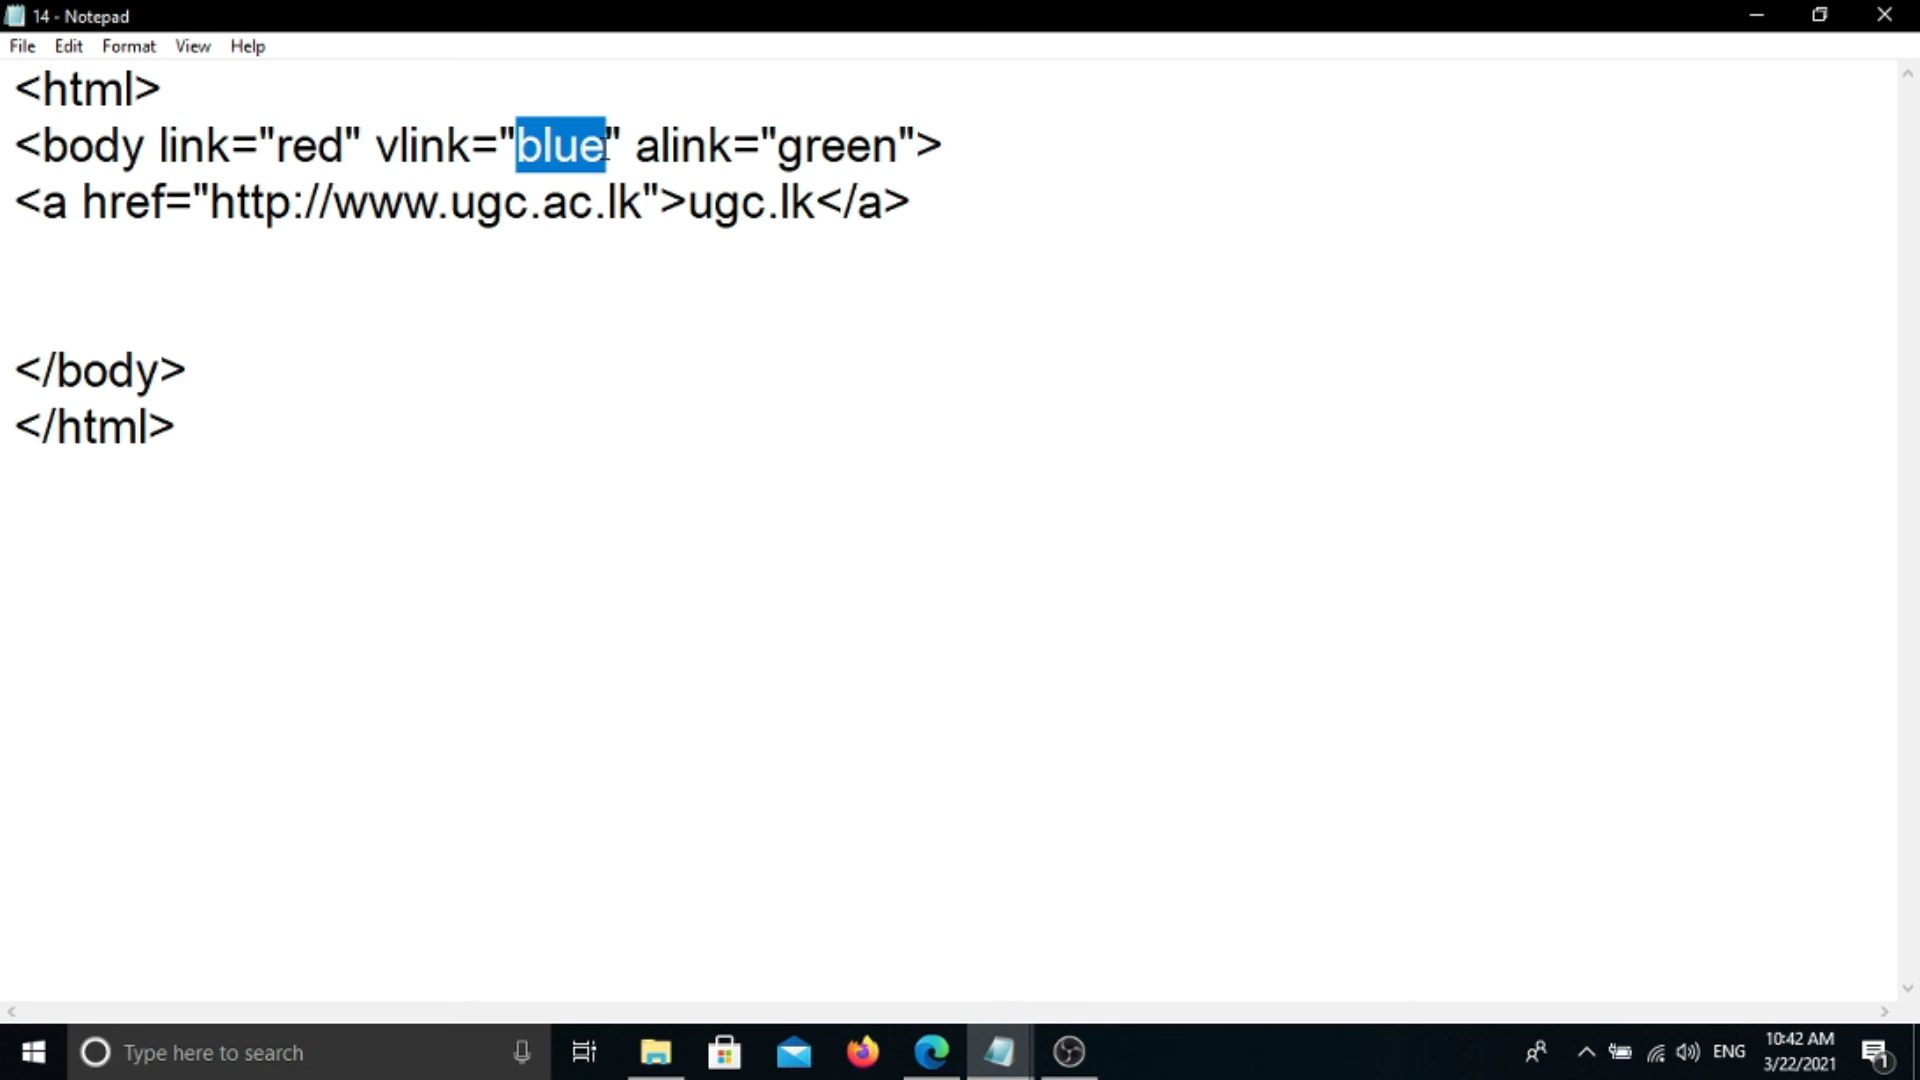 14 - Notepad
File Edit Format View Help
<html>
<body link="red" vlink="blue" alink="green">
<a href="http://www.ugc.ac.lk">ugc.lk</a>
</body>
</html>
Type here to search
ENG
10:42 AM
3/22/2021
1